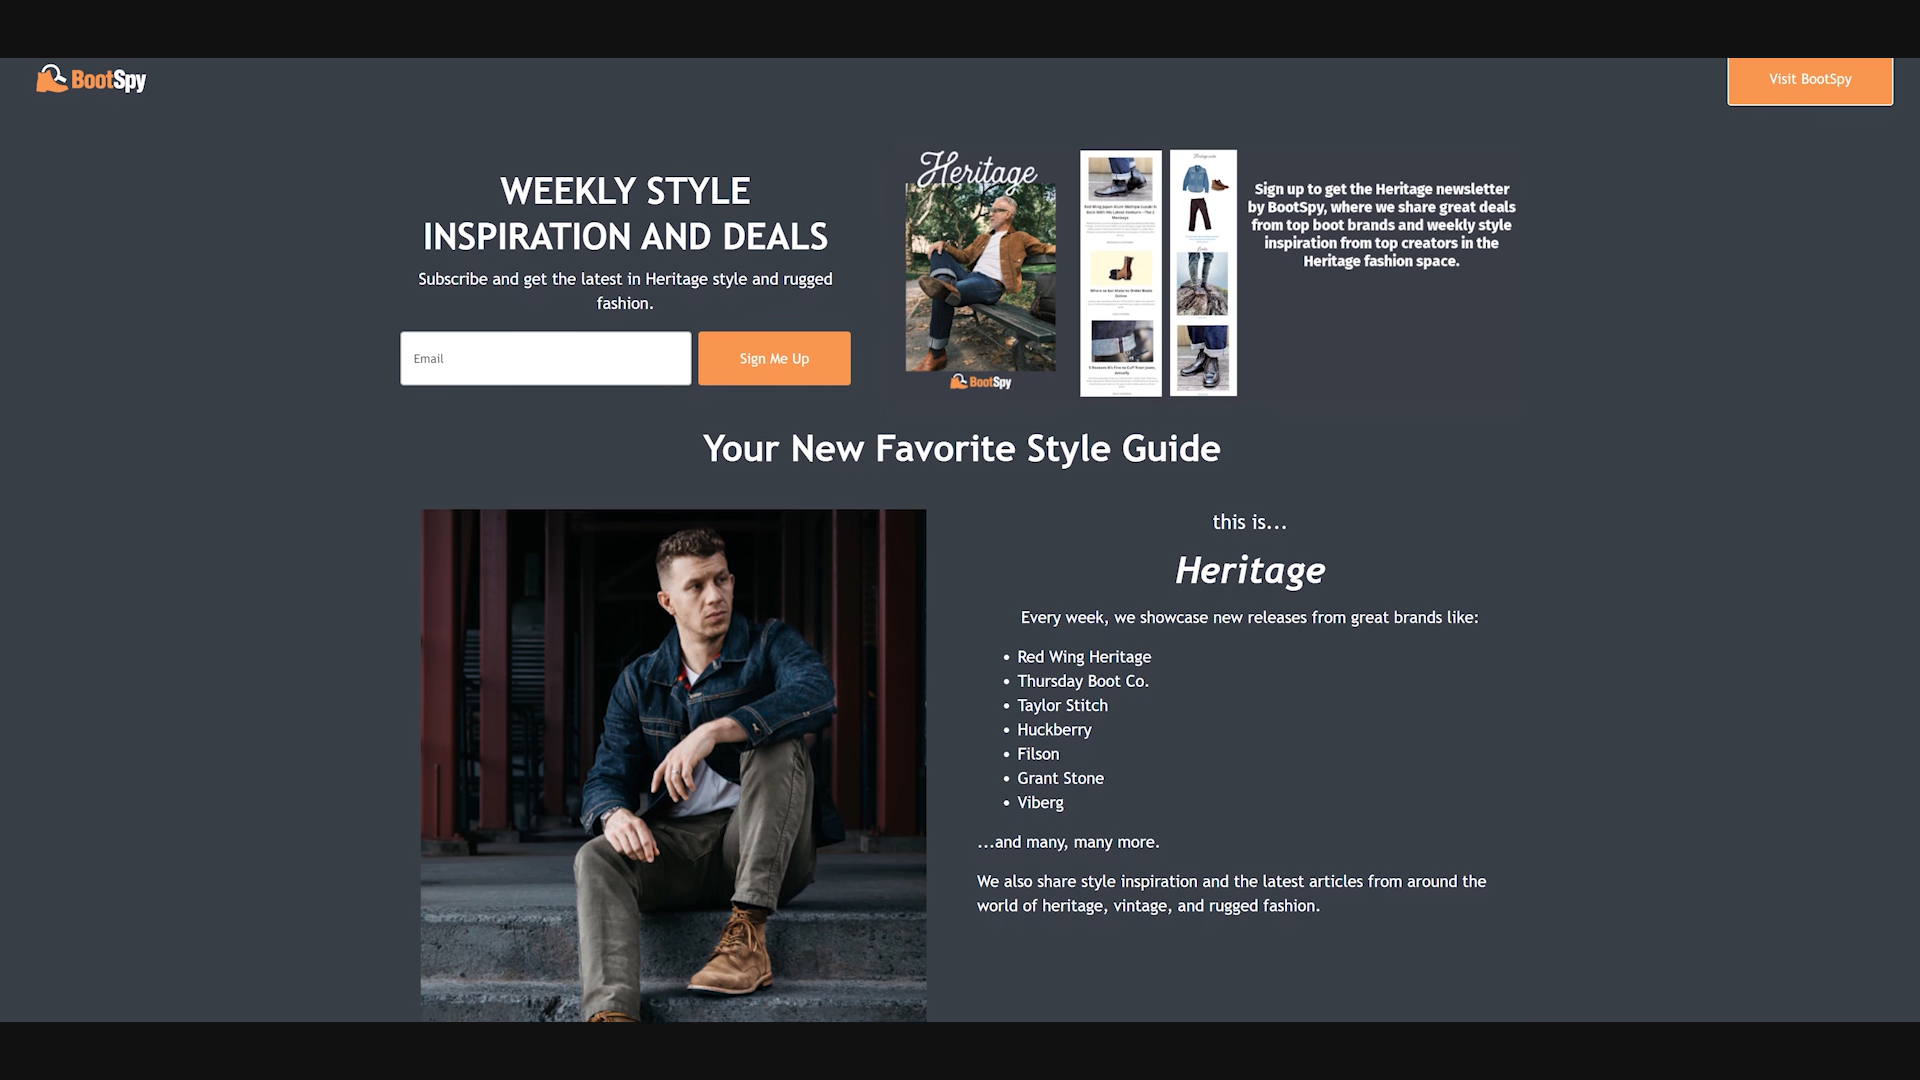 BootSpy
Visit BootSpy
WEEKLY STYLE
INSPIRATION AND DEALS
Subscribe and get the latest in Heritage style and rugged
fashion.
Email
Sign Me Up
Heritage
BootSpy
Sign up to get the Heritage newsletter
by BootSpy, where we share great deals
from top boot brands and weekly style
inspiration from top creators in the
Heritage fashion space.
Your New Favorite Style Guide
this is...
Heritage
Every week, we showcase new releases from great brands like:
• Red Wing Heritage
• Thursday Boot Co.
• Taylor Stitch
• Huckberry
• Filson
• Grant Stone
• Viberg
...and many, many more.
We also share style inspiration and the latest articles from around the
world of heritage, vintage, and rugged fashion.